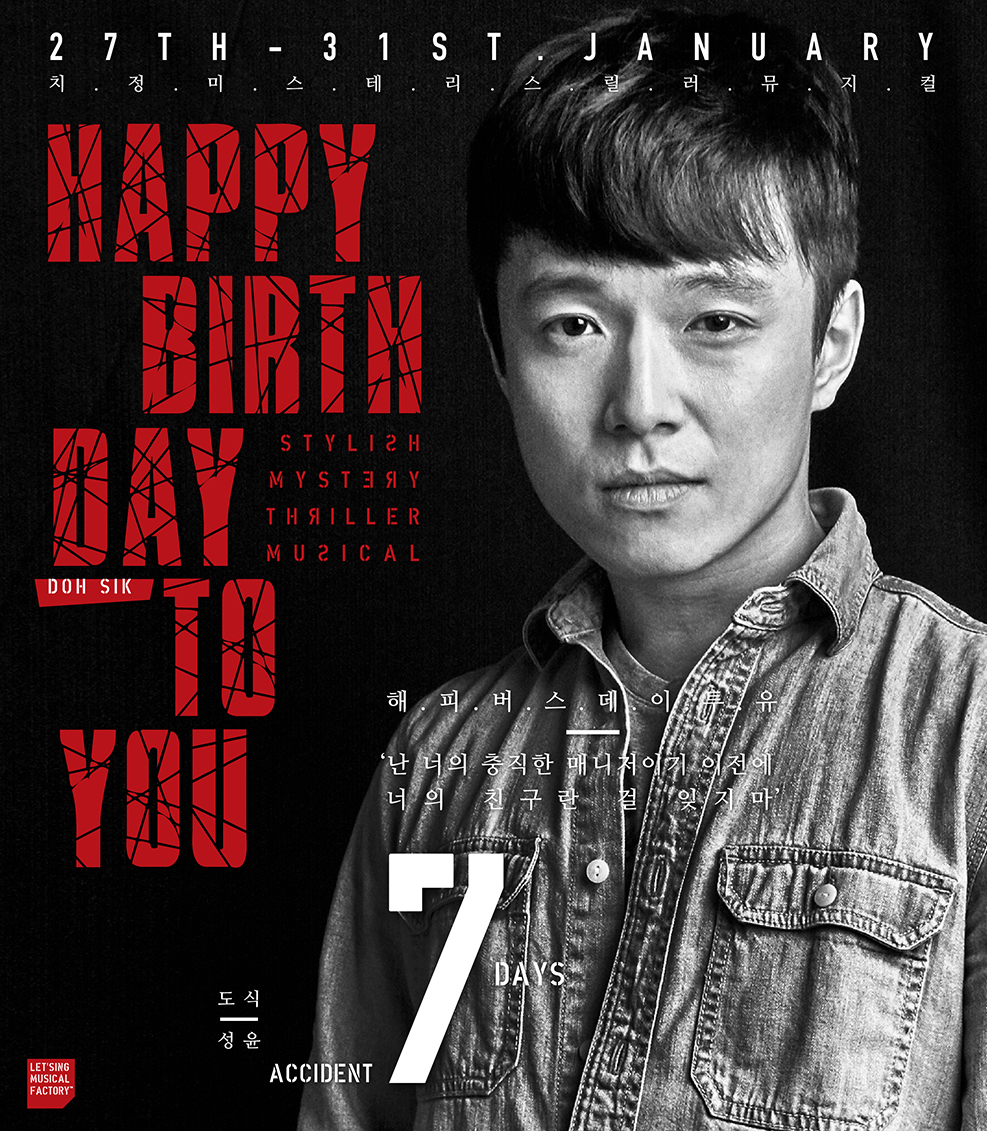 27TH-31ST.JANUARY
치.정.미.스.테.리.스.릴.러.뮤.지.컬
HAPPY
BIRTH
DAY
STYLISH
MYSTERY
THRILLER
MUSICAL
DOH SIK
TO
YOU
해.피.버.스.데.이.투.유
‘난 너의 충직한 매니저이기 이전에
너의 친구란 걸 잊지마’
7
DAYS
도식
성윤
ACCIDENT
LET'SING
MUSICAL
FACTORY™